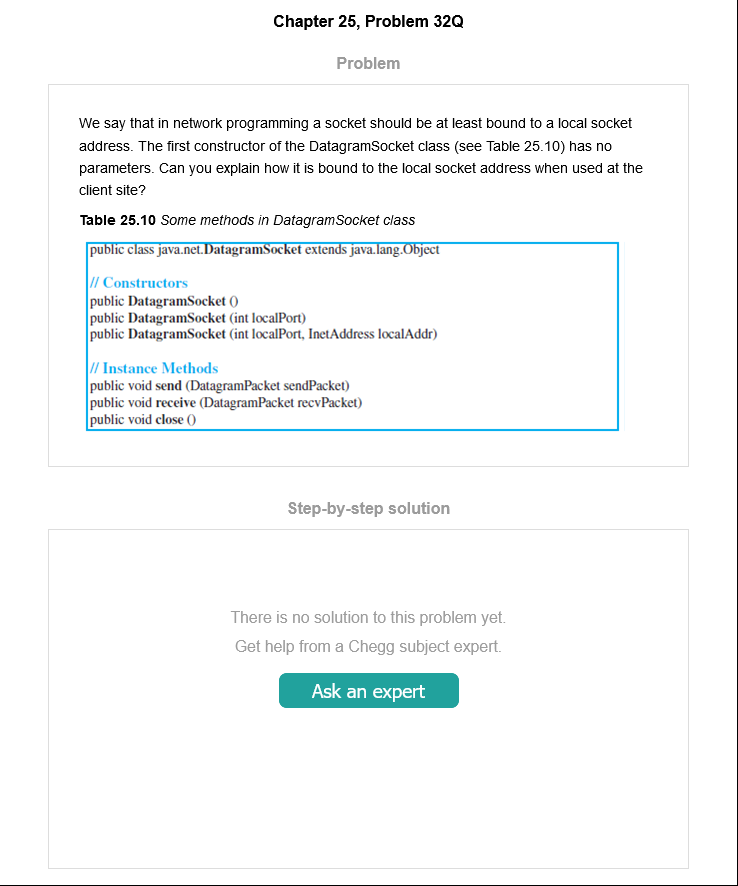 Chapter 25, Problem 32Q
Problem
We say that in network programming a socket should be at least bound to a local socket
address. The first constructor of the DatagramSocket class (see Table 25.10) has no
parameters. Can you explain how it is bound to the local socket address when used at the
client site?
Table 25.10 Some methods in DatagramSocket class
public class java.net.DatagramSocket extends java.lang.Object
// Constructors
public DatagramSocket ()
public DatagramSocket (int localPort)
public DatagramSocket (int localPort, InetAddress localAddr)
// Instance Methods
public void send (DatagramPacket sendPacket)
public void receive (DatagramPacket recvPacket)
public void close ()
Step-by-step solution
There is no solution to this problem yet.
Get help from a Chegg subject expert.
Ask an expert